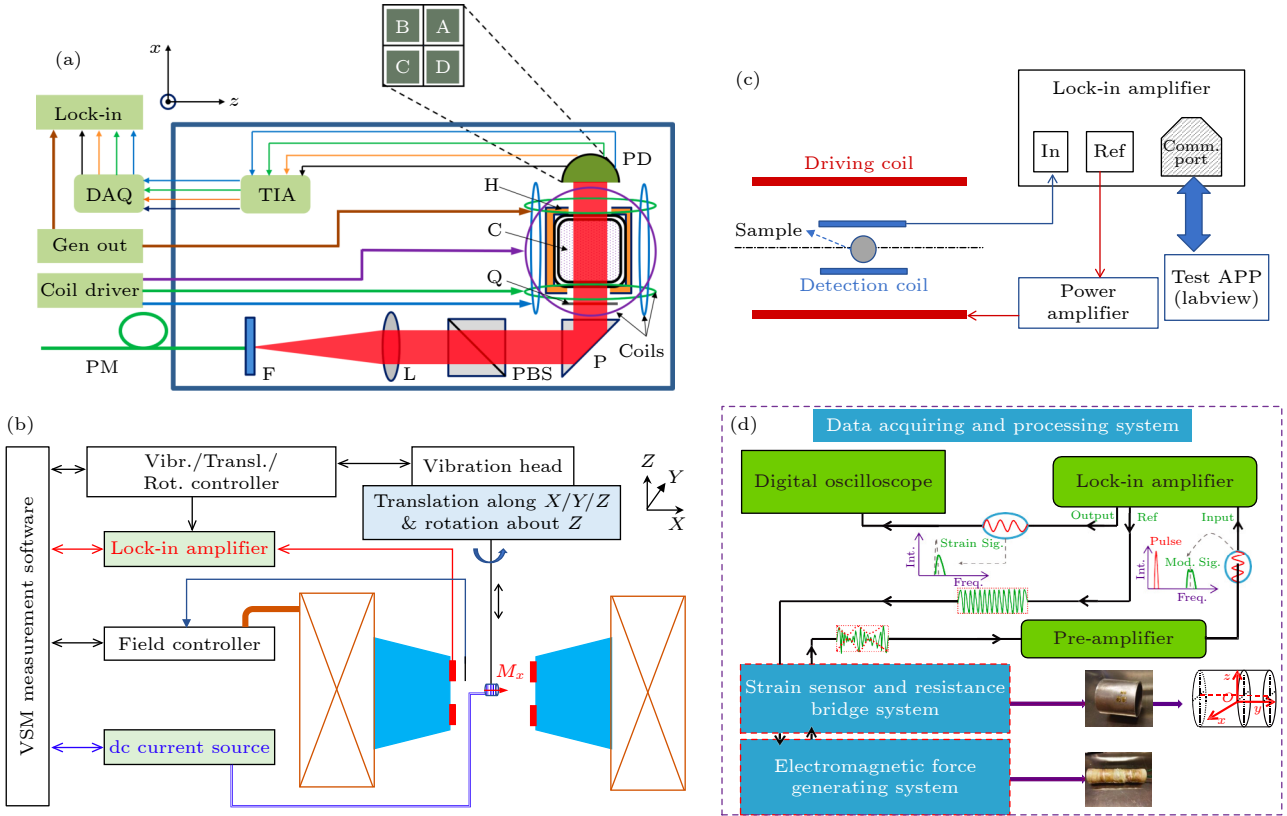 (a)
x
z
B
A
C
D
Lock-in
DAQ
TIA
PD
H
C
Q
Gen out
Coil driver
PM
F
L
PBS
P
Coils
(b)
VSM measurement software
Vibr./Transl./
Rot. controller
Vibration head
Translation along X/Y/Z
& rotation about Z
Z
Y
X
Lock-in amplifier
Field controller
Mx
dc current source
(c)
Lock-in amplifier
In
Ref
Comm.
port
Driving coil
Sample
Detection coil
Power
amplifier
Test APP
(labview)
(d)
Data acquiring and processing system
Digital oscilloscope
Lock-in amplifier
Output
Ref
Input
Int.
Strain Sig.
Freq.
Int.
Pulse
Mod. Sig.
Freq.
Pre-amplifier
Strain sensor and resistance
bridge system
z
O
y
x
Electromagnetic force
generating system